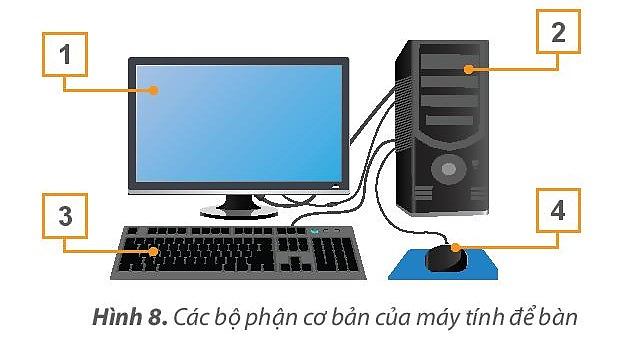 1
2
3
4
Hình 8. Các bộ phận cơ bản của máy tính để bàn